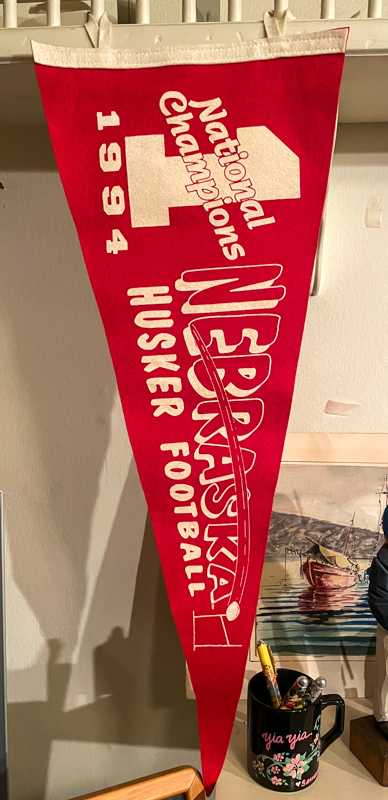 1994
National
Champions
1
NEBRASKA
HUSKER FOOTBALL
Yia Yia